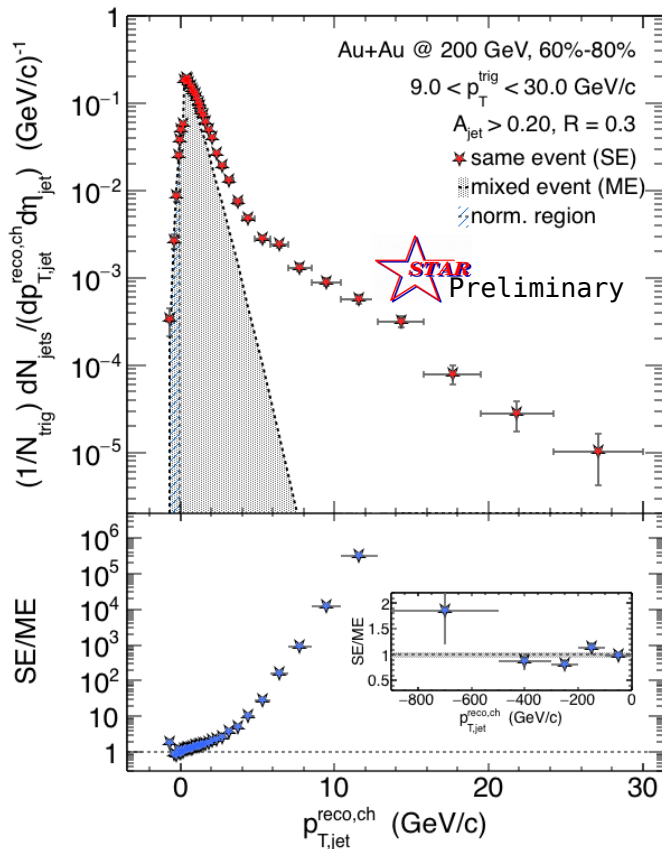 Au+Au @ 200 GeV, 60%-80%
9.0 < p_T^trig < 30.0 GeV/c
A_jet > 0.20, R = 0.3
same event (SE)
mixed event (ME)
norm. region
STAR
Preliminary
(1/N_trig) dN_jets/(dp_T,jet^reco,ch dη_jet) (GeV/c)^-1
1
10^-1
10^-2
10^-3
10^-4
10^-5
SE/ME
10^6
10^5
10^4
10^3
10^2
10
1
SE/ME
2
1.5
1
0.5
−800 −600 −400 −200 0
p_T,jet^reco,ch (GeV/c)
0 10 20 30
p_T,jet^reco,ch (GeV/c)